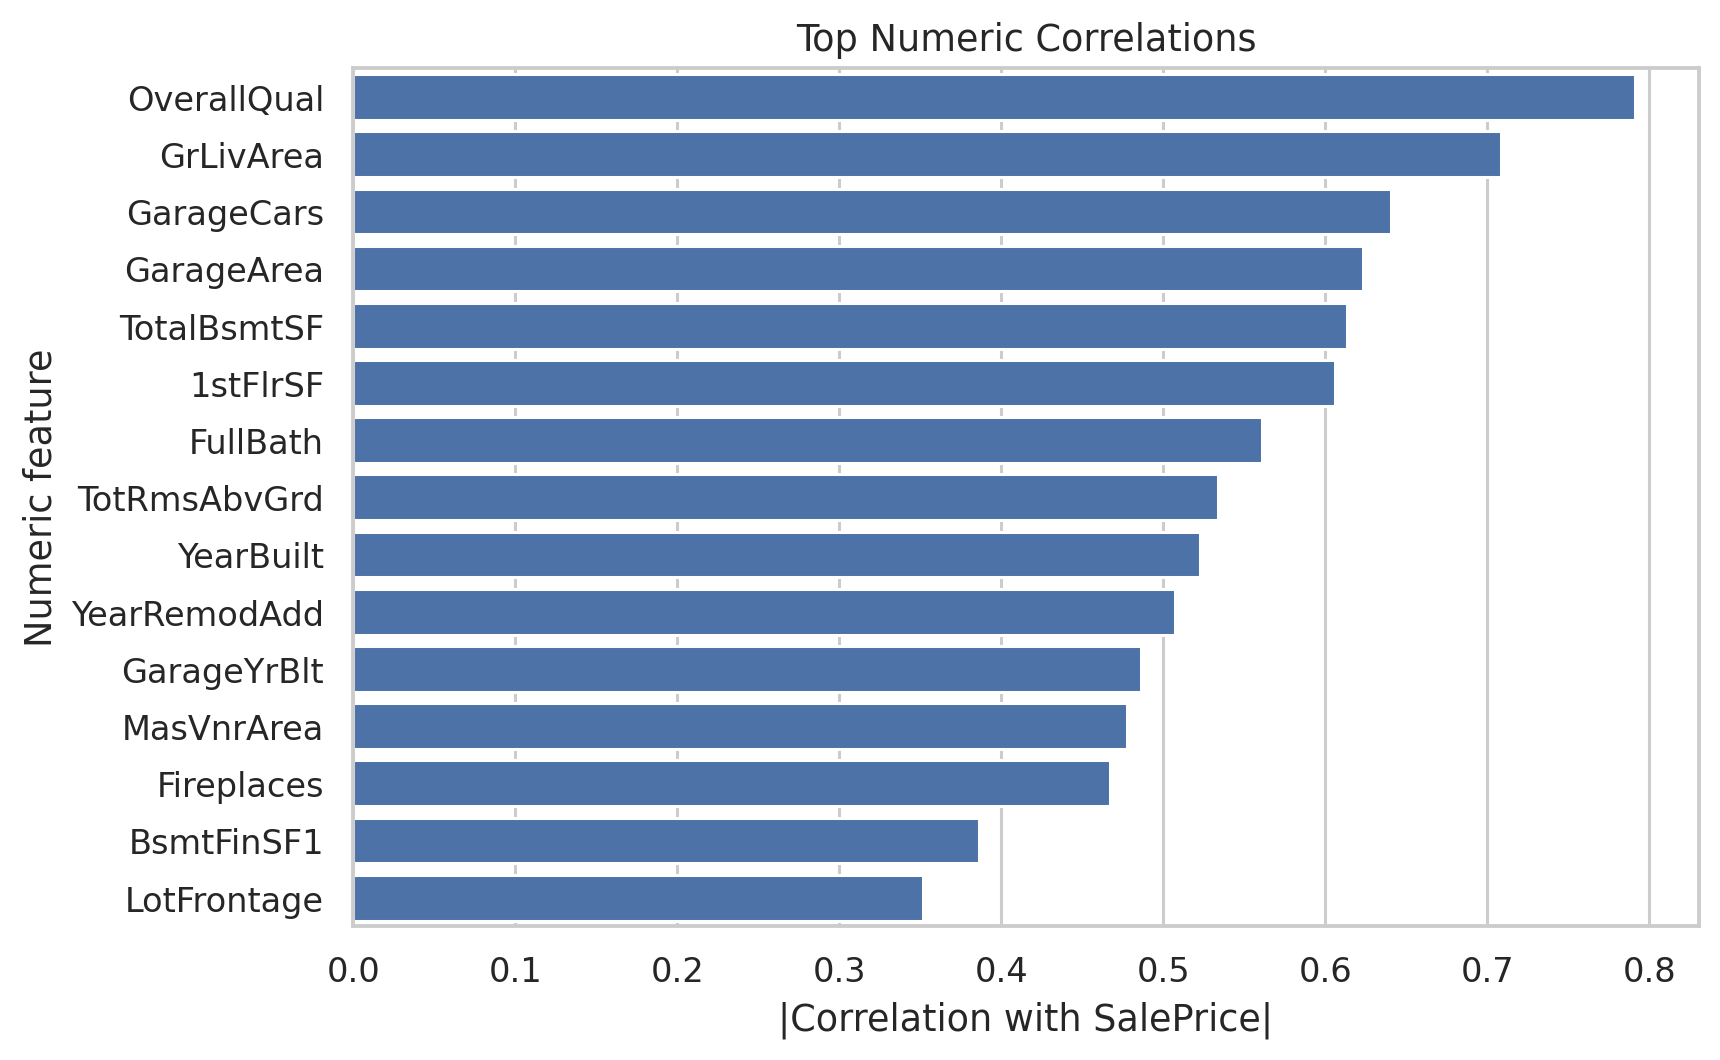 Top Numeric Correlations
OverallQual
GrLivArea
GarageCars
GarageArea
TotalBsmtSF
1stFlrSF
FullBath
TotRmsAbvGrd
YearBuilt
YearRemodAdd
GarageYrBlt
MasVnrArea
Fireplaces
BsmtFinSF1
LotFrontage
Numeric feature
0.0 0.1 0.2 0.3 0.4 0.5 0.6 0.7 0.8
|Correlation with SalePrice|